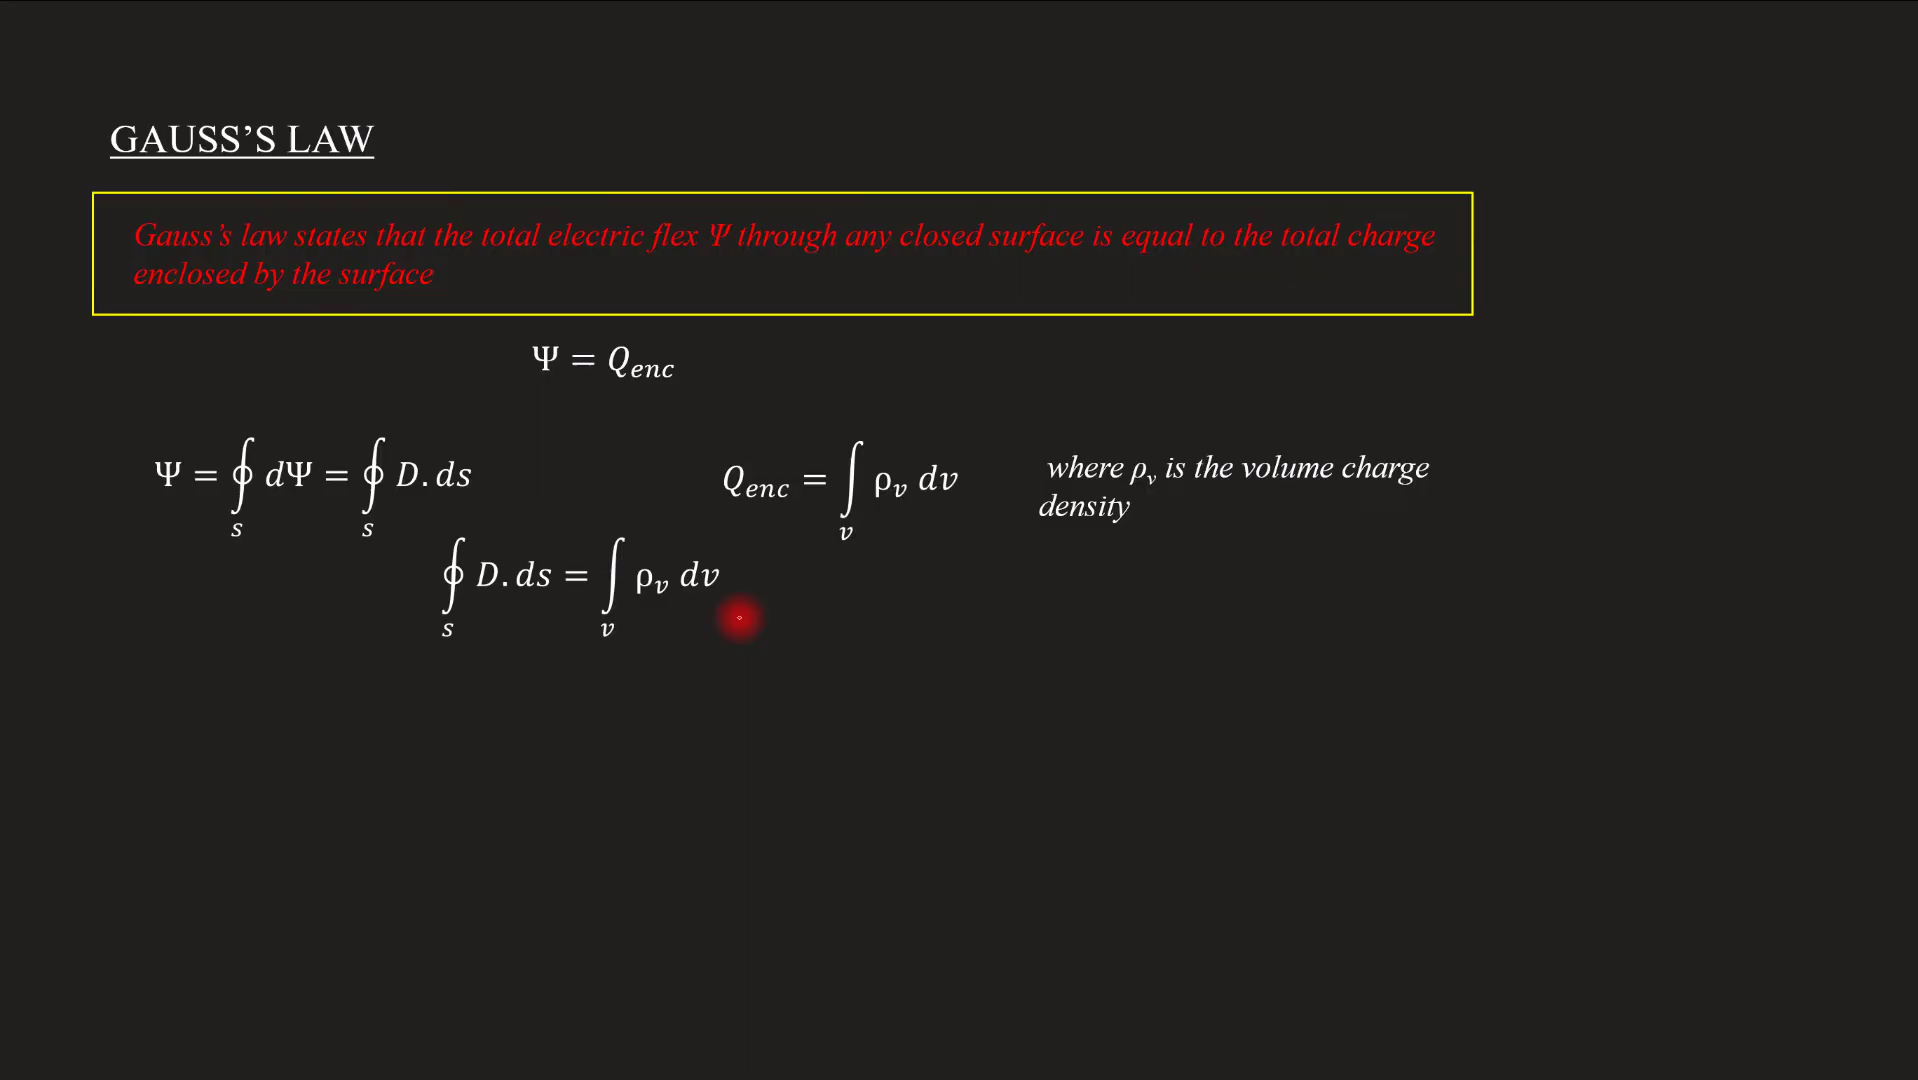 GAUSS’S LAW
Gauss’s law states that the total electric flex Ψ through any closed surface is equal to the total charge
enclosed by the surface
Ψ = Q_enc
Ψ = ∮_s dΨ = ∮_s D. ds
Q_enc = ∫_v ρ_v dv
where ρ_v is the volume charge
density
∮_s D. ds = ∫_v ρ_v dv